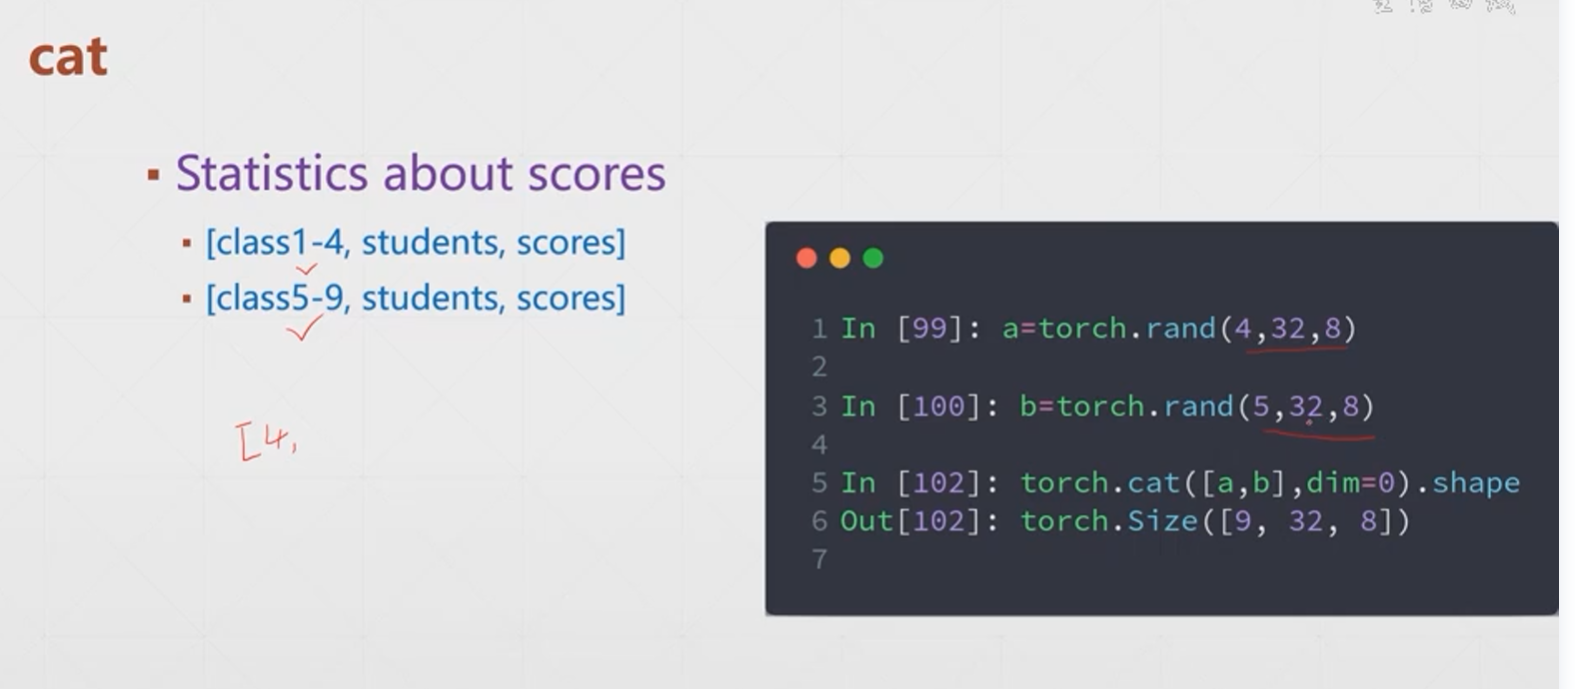 cat
Statistics about scores
[class1-4, students, scores]
[class5-9, students, scores]
[4,
1 In [99]: a=torch.rand(4,32,8)
2
3 In [100]: b=torch.rand(5,32,8)
4
5 In [102]: torch.cat([a,b],dim=0).shape
6 Out[102]: torch.Size([9, 32, 8])
7